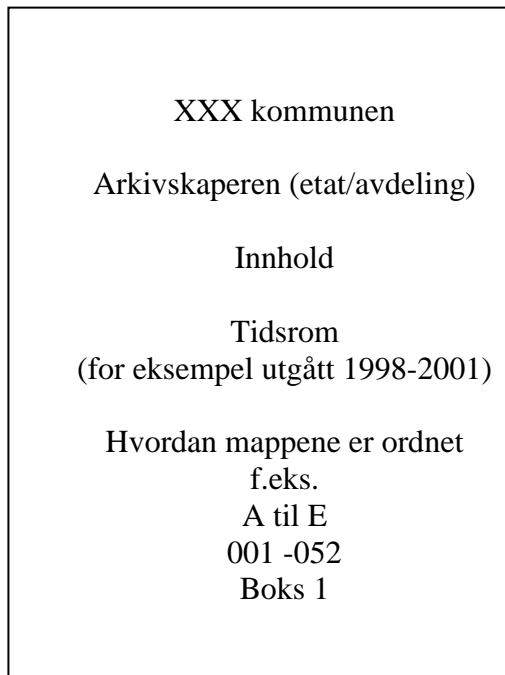 XXX kommunen
Arkivskaperen (etat/avdeling)
Innhold
Tidsrom
(for eksempel utgått 1998-2001)
Hvordan mappene er ordnet
f.eks.
A til E
001 -052
Boks 1